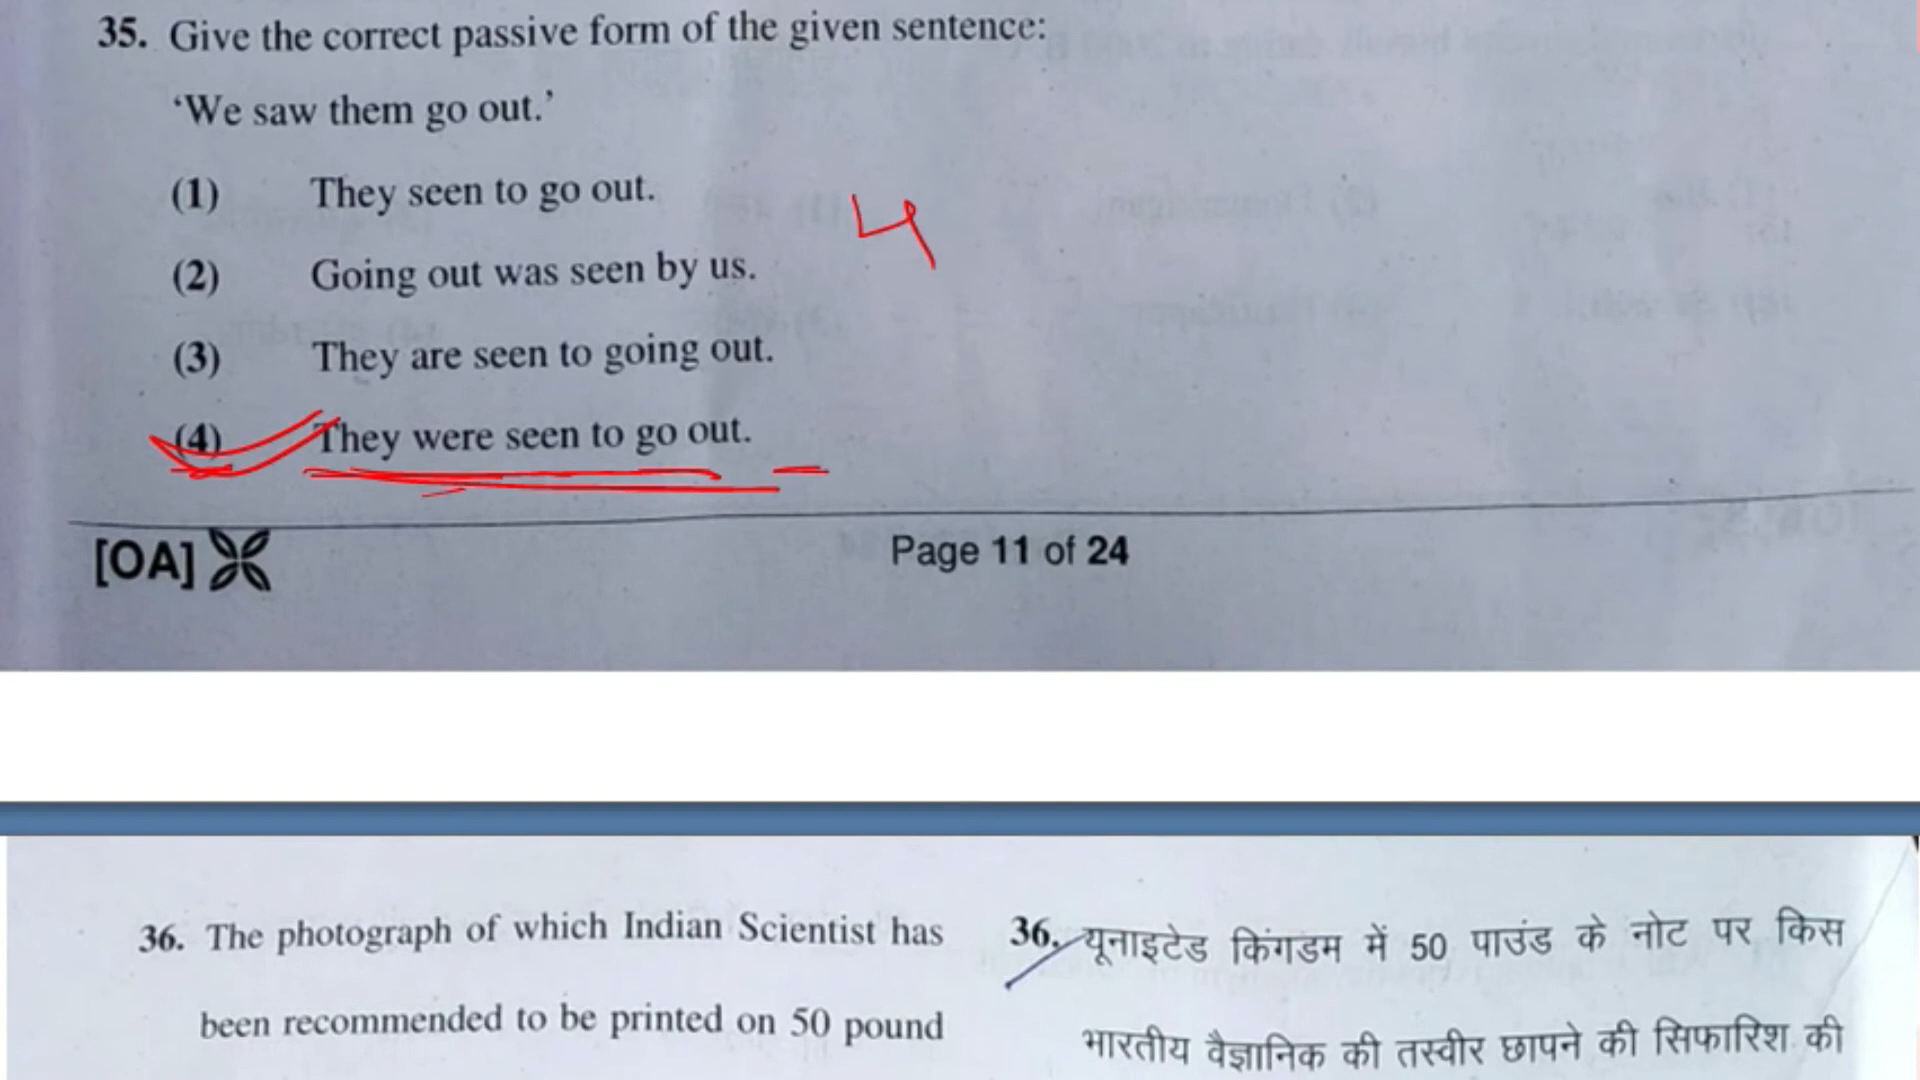 35. Give the correct passive form of the given sentence:
‘We saw them go out.’
(1) They seen to go out.
(2) Going out was seen by us.
(3) They are seen to going out.
(4) They were seen to go out.
4
[OA] Page 11 of 24
36. The photograph of which Indian Scientist has
been recommended to be printed on 50 pound
36. यूनाइटेड किंगडम में 50 पाउंड के नोट पर किस
भारतीय वैज्ञानिक की तस्वीर छापने की सिफारिश की